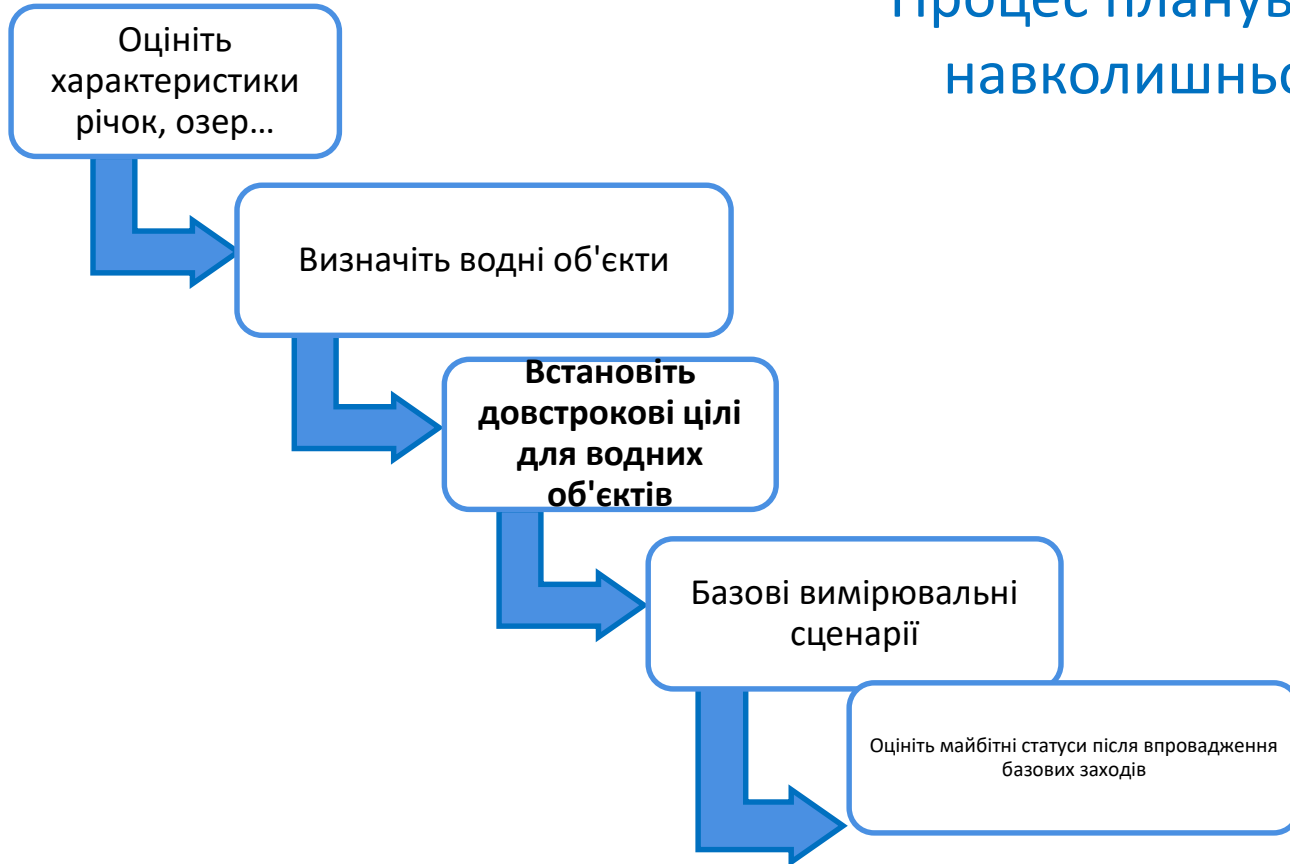 Процес планув
навколишньо
Оцініть
характеристики
річок, озер...
Визначіть водні об'єкти
Встановіть
довстрокові цілі
для водних
об'єктів
Базові вимірювальні
сценарії
Оцініть майбітні статуси після впровадження
базових заходів